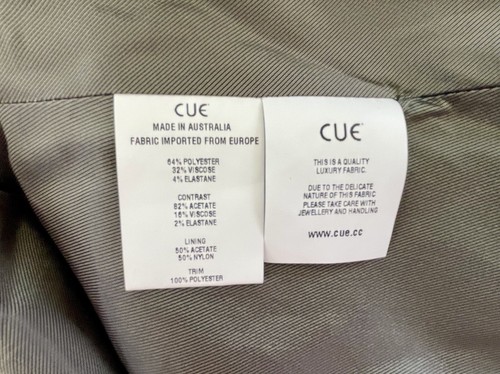 CUE
MADE IN AUSTRALIA
FABRIC IMPORTED FROM EUROPE
64% POLYESTER
32% VISCOSE
4% ELASTANE
CONTRAST
82% ACETATE
16% VISCOSE
2% ELASTANE
LINING
50% ACETATE
50% NYLON
TRIM
100% POLYESTER
CUE
THIS IS A QUALITY
LUXURY FABRIC.
DUE TO THE DELICATE
NATURE OF THIS FABRIC
PLEASE TAKE CARE WITH
JEWELLERY AND HANDLING
www.cue.cc